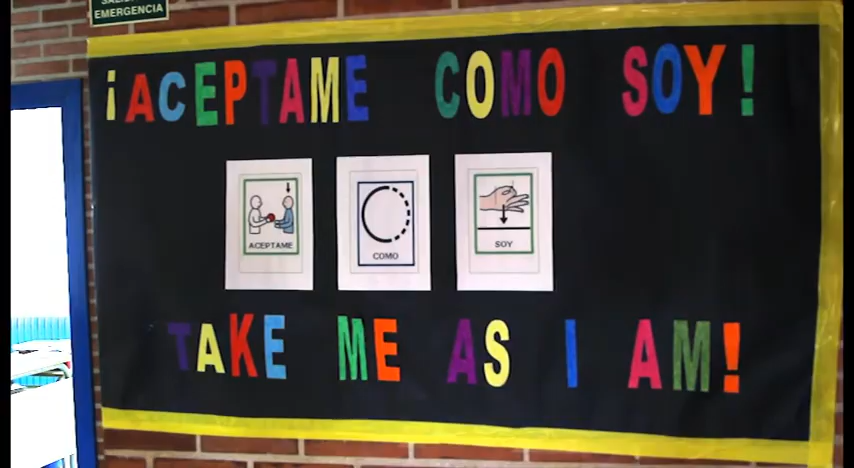 EMERGENCIA
¡ACEPTAME COMO SOY!
ACEPTAME
COMO
SOY
TAKE ME AS I AM!